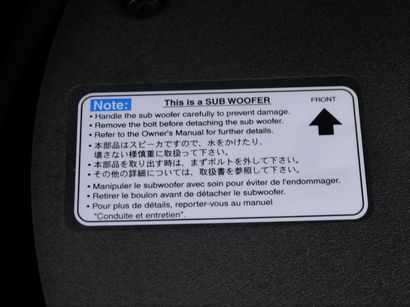 Note: This is a SUB WOOFER
FRONT
• Handle the sub woofer carefully to prevent damage.
• Remove the bolt before detaching the sub woofer.
• Refer to the Owner's Manual for further details.
• 本部品はスピーカですので、水をかけたり、
壊さない様慎重に取扱って下さい。
• 本部品を取り出す時は、まずボルトを外して下さい。
• その他の詳細については、取扱書を参照して下さい。
• Manipuler le subwoofer avec soin pour éviter de l'endommager.
• Retirer le boulon avant de détacher le subwoofer.
• Pour plus de détails, reporter-vous au manuel
"Conduite et entretien".